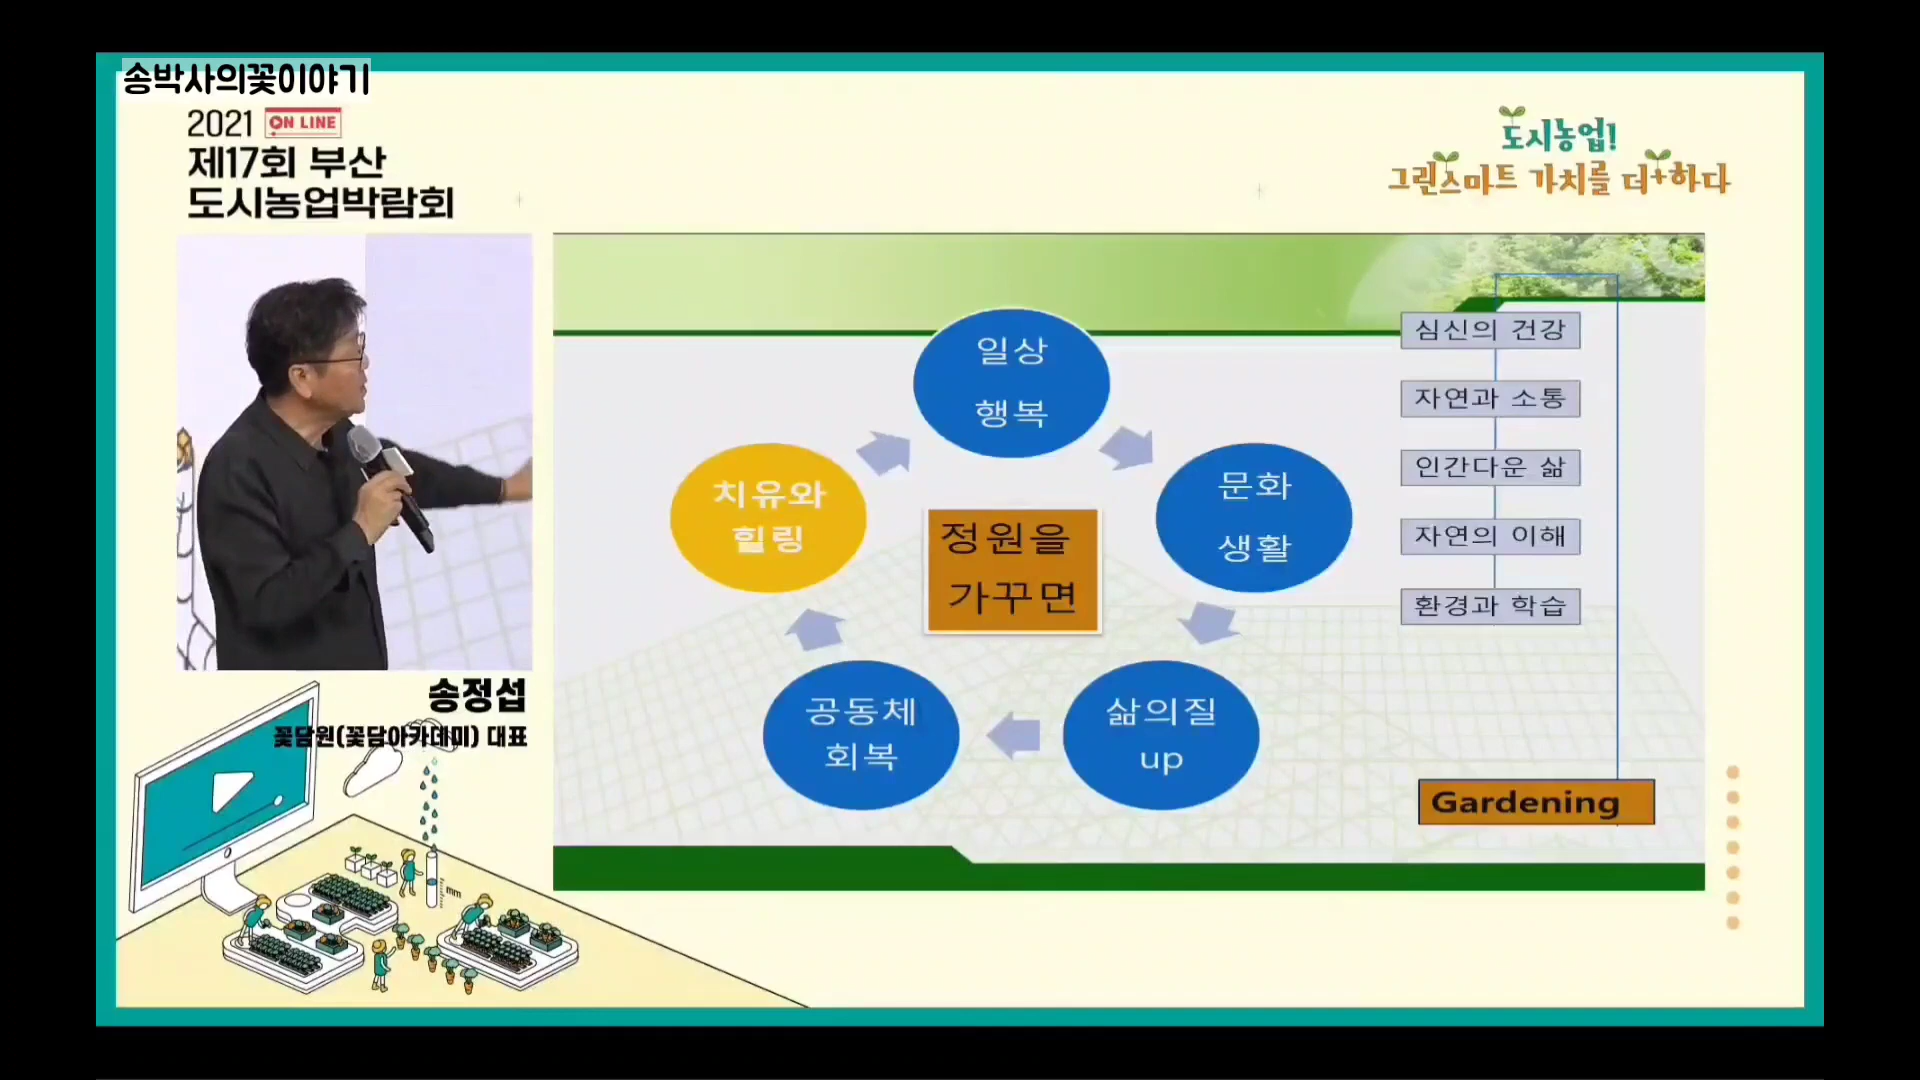 송박사의꽃이야기
2021 ON LINE
제17회 부산
도시농업박람회
도시농업!
그린스마트 가치를 더+하다
일상
행복
문화
생활
삶의질
up
공동체
회복
치유와
힐링
정원을
가꾸면
심신의 건강
자연과 소통
인간다운 삶
자연의 이해
환경과 학습
Gardening
송정섭
꽃담원(꽃담아카데미) 대표
mm